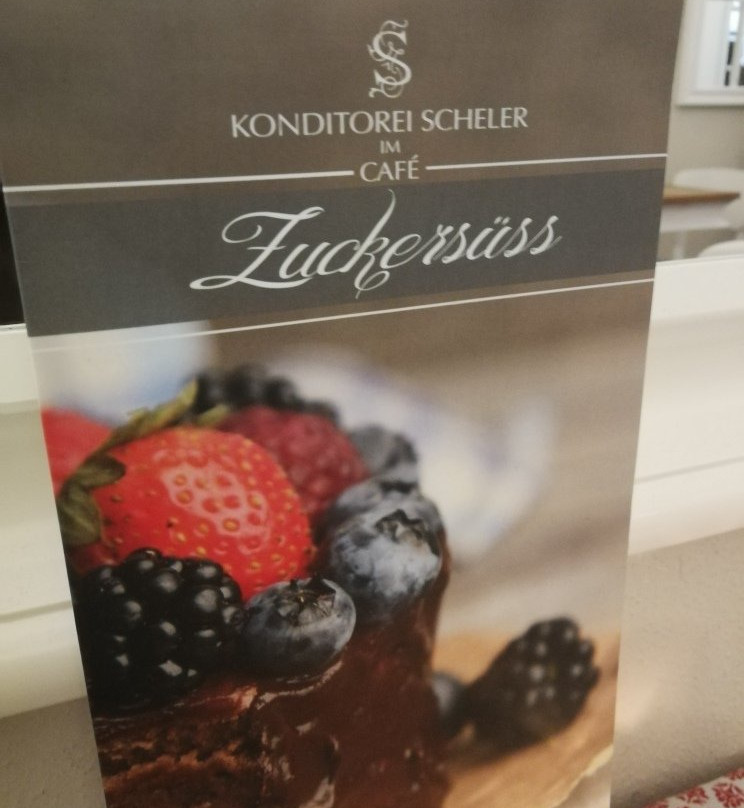 S
KONDITOREI SCHELER
IM
CAFÉ
Zuckersüss